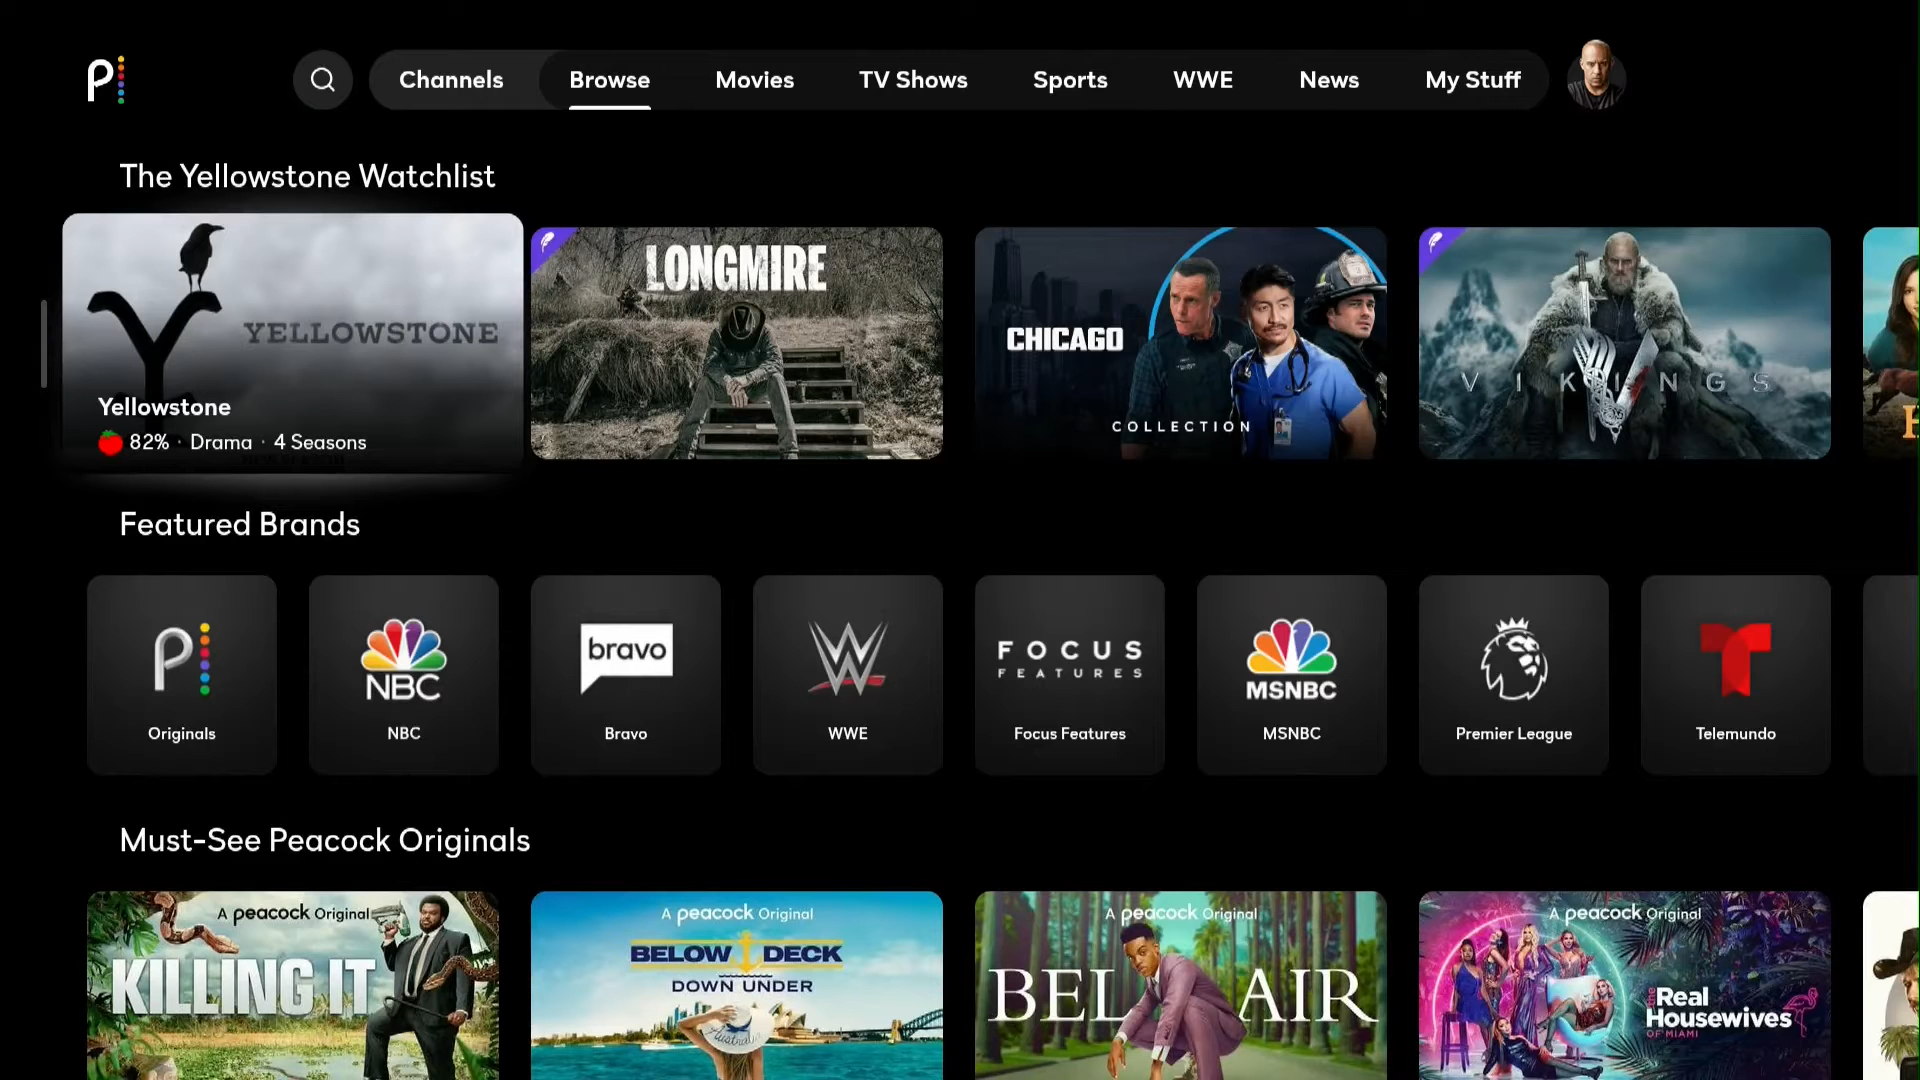 Channels
Browse
Movies
TV Shows
Sports
WWE
News
My Stuff
The Yellowstone Watchlist
YELLOWSTONE
Yellowstone
82% · Drama · 4 Seasons
LONGMIRE
CHICAGO
COLLECTION
VIKINGS
Featured Brands
Originals
NBC
NBC
bravo
Bravo
WWE
FOCUS
FEATURES
Focus Features
MSNBC
MSNBC
Premier League
Telemundo
Must-See Peacock Originals
A peacock Original
KILLING IT
A peacock Original
BELOW DECK
DOWN UNDER
Australia
A peacock Original
BEL AIR
A peacock Original
the Real
Housewives
OF MIAMI